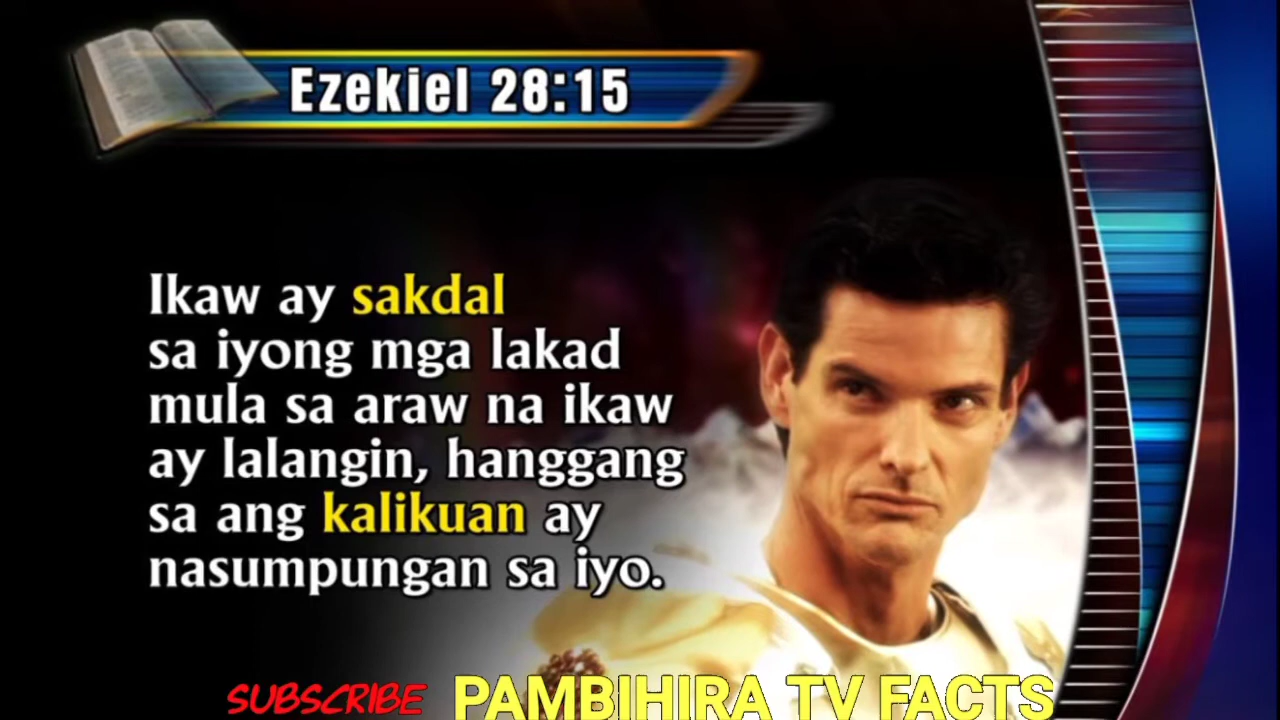 Ezekiel 28:15
Ikaw ay sakdal
sa iyong mga lakad
mula sa araw na ikaw
ay lalangin, hanggang
sa ang kalikuan ay
nasumpungan sa iyo.
SUBSCRIBE PAMBIHIRA TV FACTS